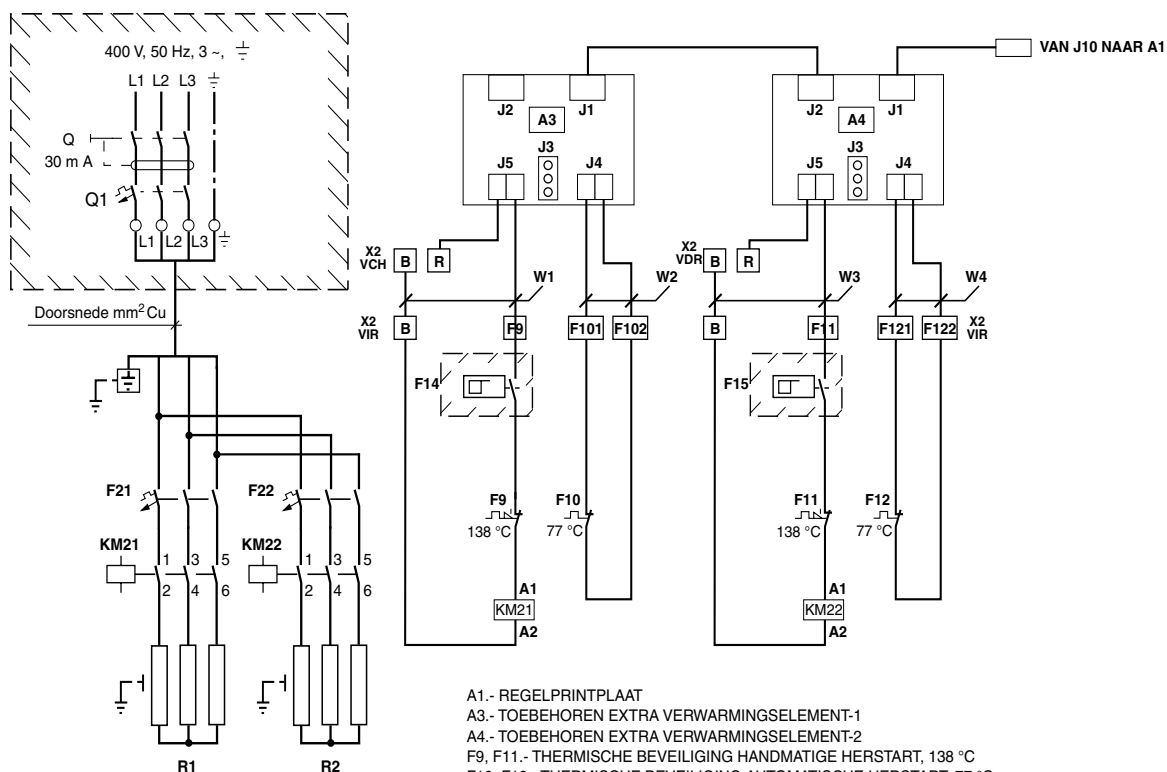 400 V, 50 Hz, 3 ~,
L1 L2 L3
Q
30 m A
Q1
L1 L2 L3
Doorsnede mm² Cu
F21
F22
KM21
1 3 5
2 4 6
KM22
1 3 5
2 4 6
R1
R2
VAN J10 NAAR A1
J2 J1
A3
J3
J5 J4
X2
VCH
B
R
W1
W2
X2
VIR
B
F9
F101
F102
F14
F9
138 °C
F10
77 °C
A1
KM21
A2
J2 J1
A4
J3
J5 J4
X2
VDR
B
R
W3
W4
B
F11
F121
F122
X2
VIR
F15
F11
138 °C
F12
77 °C
A1
KM22
A2
A1.- REGELPRINTPLAAT
A3.- TOEBEHOREN EXTRA VERWARMINGSELEMENT-1
A4.- TOEBEHOREN EXTRA VERWARMINGSELEMENT-2
F9, F11.- THERMISCHE BEVEILIGING HANDMATIGE HERSTART, 138 °C